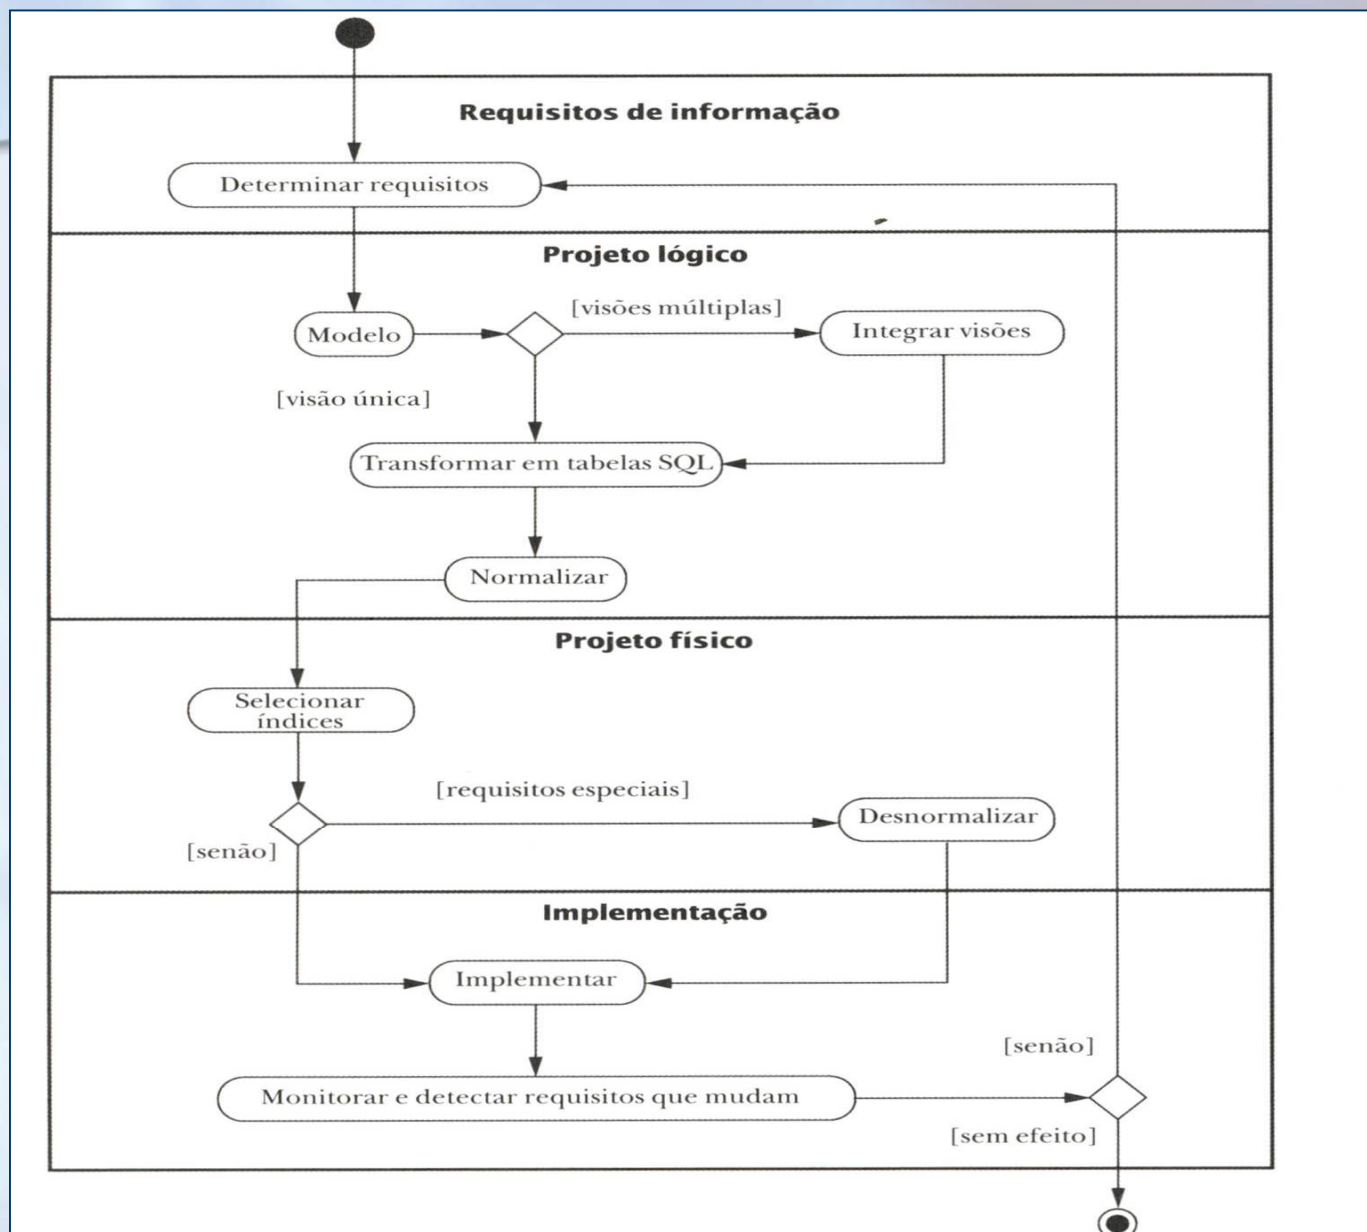 Requisitos de informação
Determinar requisitos
Projeto lógico
[visões múltiplas]
Modelo
Integrar visões
[visão única]
Transformar em tabelas SQL
Normalizar
Projeto físico
Selecionar
índices
[requisitos especiais]
Desnormalizar
[senão]
Implementação
Implementar
[senão]
Monitorar e detectar requisitos que mudam
[sem efeito]